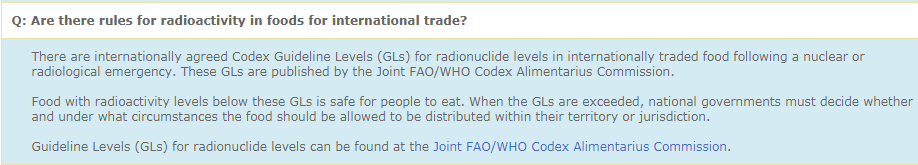 Q: Are there rules for radioactivity in foods for international trade?
There are internationally agreed Codex Guideline Levels (GLs) for radionuclide levels in internationally traded food following a nuclear or
radiological emergency. These GLs are published by the Joint FAO/WHO Codex Alimentarius Commission.
Food with radioactivity levels below these GLs is safe for people to eat. When the GLs are exceeded, national governments must decide whether
and under what circumstances the food should be allowed to be distributed within their territory or jurisdiction.
Guideline Levels (GLs) for radionuclide levels can be found at the Joint FAO/WHO Codex Alimentarius Commission.